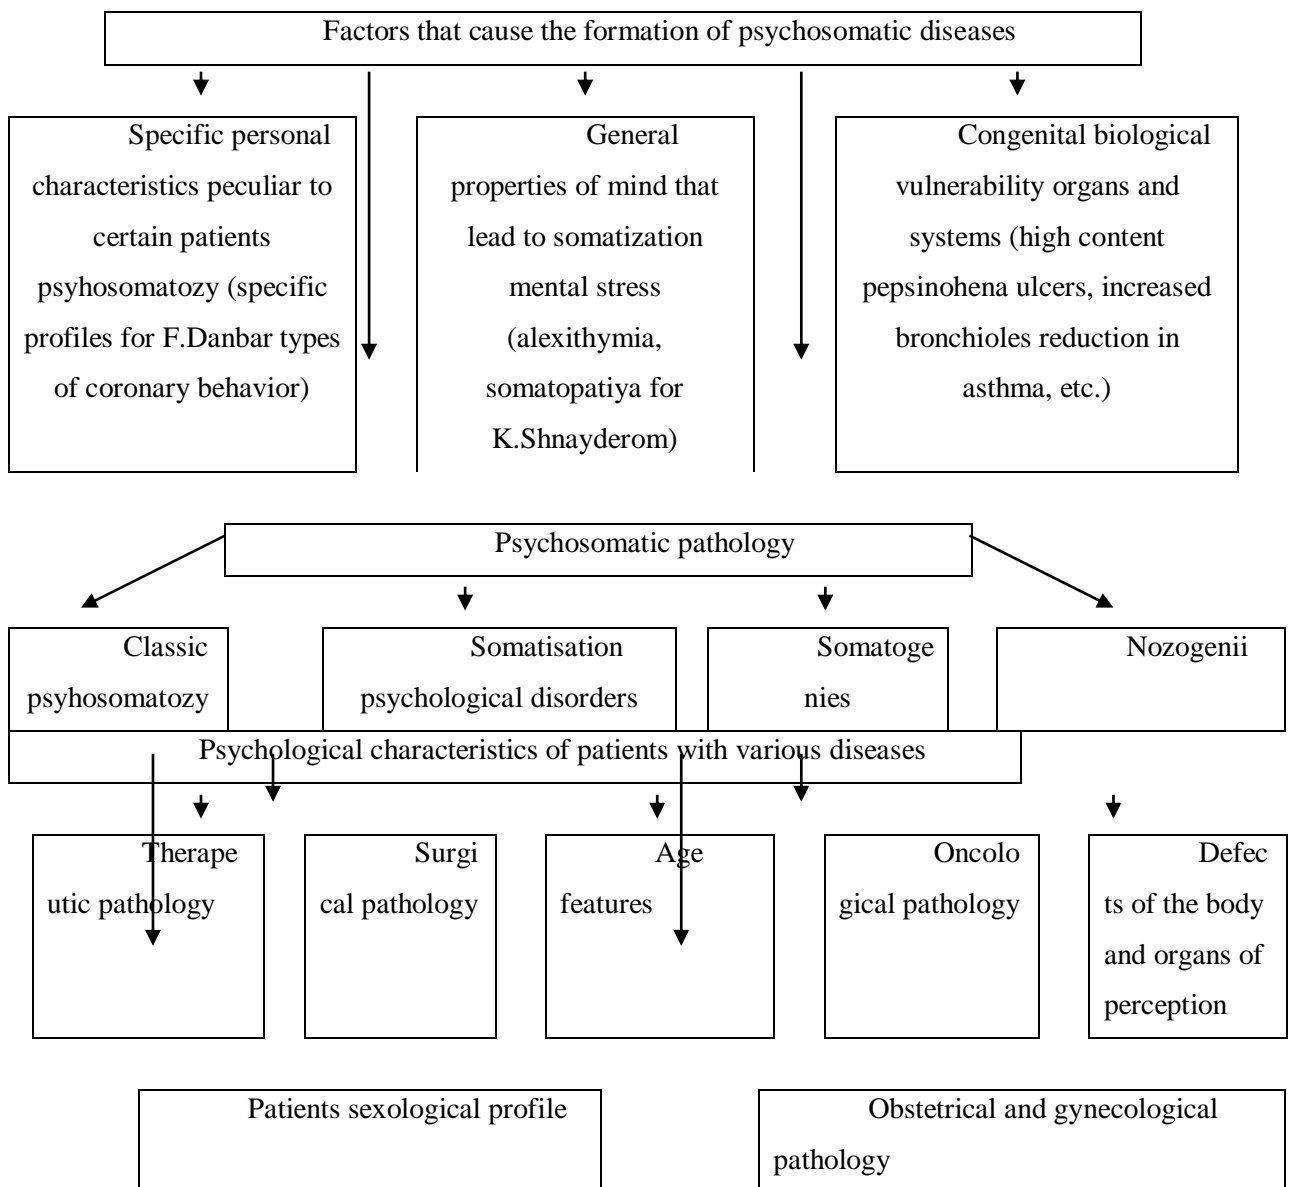 Factors that cause the formation of psychosomatic diseases
Specific personal
characteristics peculiar to
certain patients
psyhosomatozy (specific
profiles for F.Danbar types
of coronary behavior)
General
properties of mind that
lead to somatization
mental stress
(alexithymia,
somatopatiya for
K.Shnayderom)
Congenital biological
vulnerability organs and
systems (high content
pepsinohena ulcers, increased
bronchioles reduction in
asthma, etc.)
Psychosomatic pathology
Classic
psyhosomatozy
Somatisation
psychological disorders
Somatoge
nies
Nozogenii
Psychological characteristics of patients with various diseases
Therape
utic pathology
Surgi
cal pathology
Age
features
Oncolo
gical pathology
Defec
ts of the body
and organs of
perception
Patients sexological profile
Obstetrical and gynecological
pathology